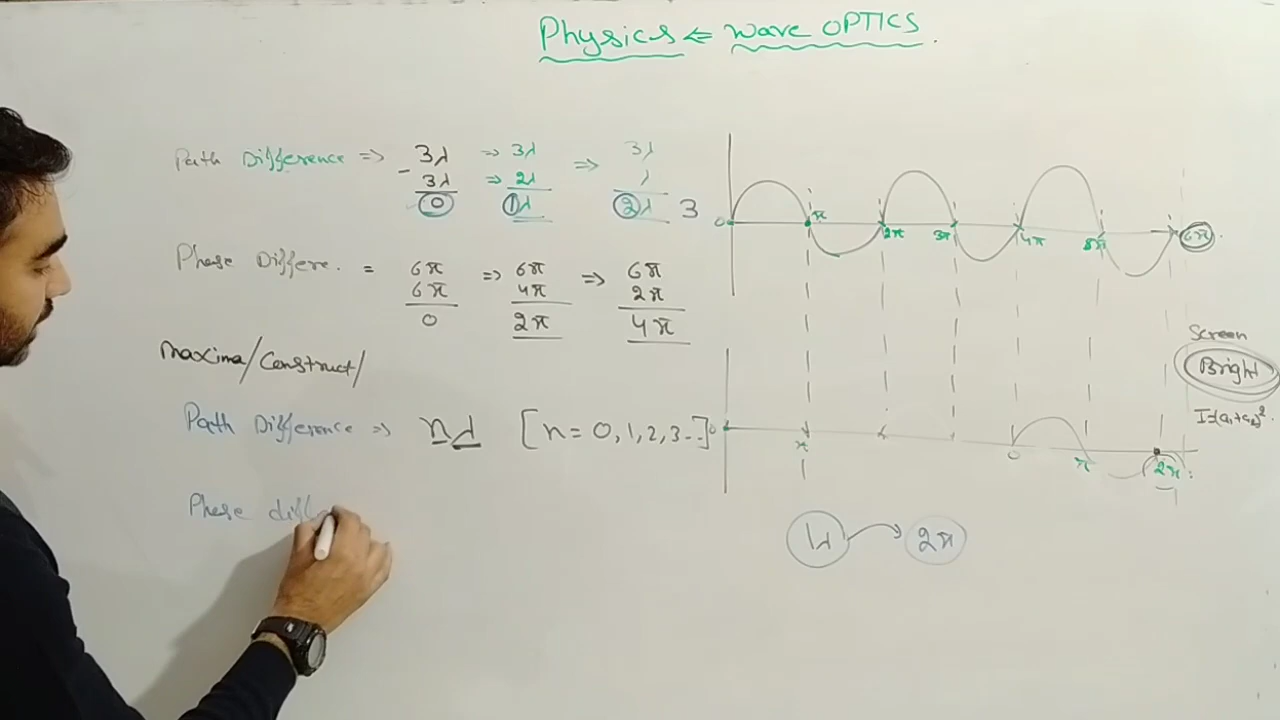 Physics ⇐ Wave OPTICS.
Path Difference => 3λ => 3λ => 3λ
- 3λ => 2λ λ
0 1λ 2λ 3
Phase Differe. = 6π => 6π => 6π
6π 4π 2π
0 2π 4π
Maxima/Construct/
Path Difference => nλ [n = 0, 1, 2, 3--]
Phase diff
0 π 2π 3π 4π 5π 6π.
Screen
Bright
I=(a₁+a₂)².
0 π 0 π 2π
1λ → 2π